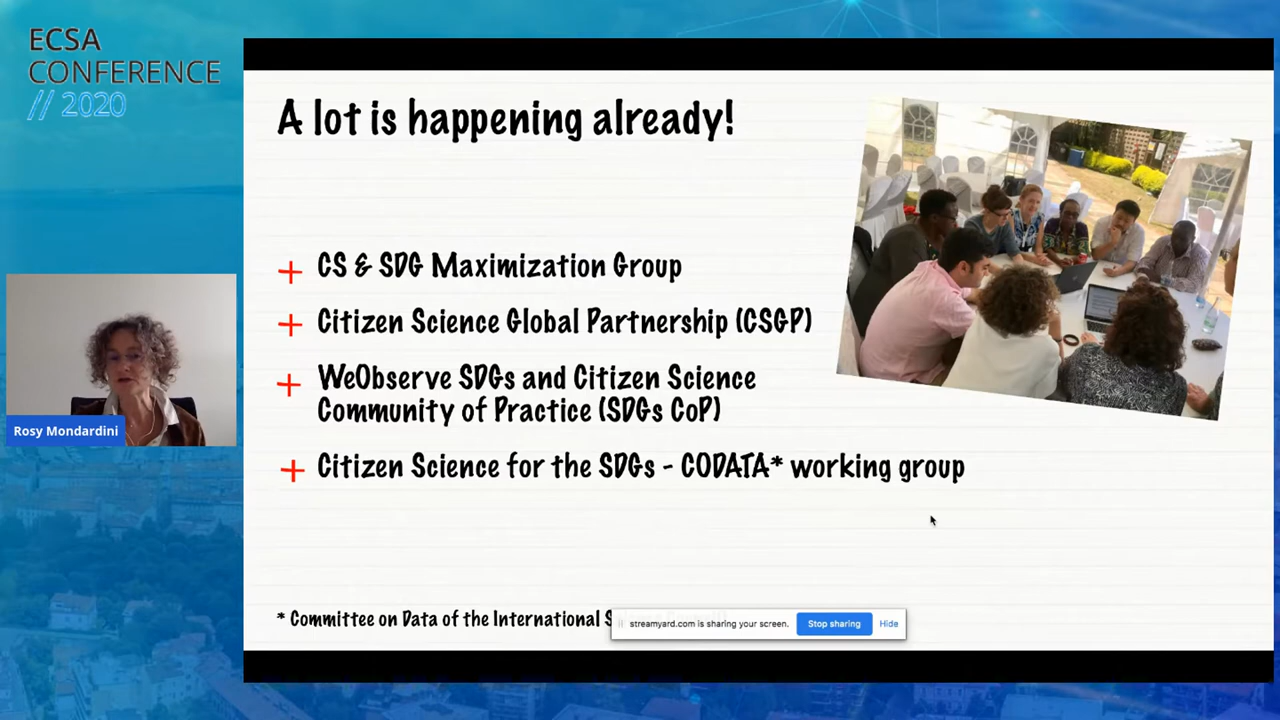 ECSA
CONFERENCE
// 2020
A lot is happening already!
+ CS & SDG Maximization Group
+ Citizen Science Global Partnership (CSGP)
+ WeObserve SDGs and Citizen Science
Community of Practice (SDGs CoP)
+ Citizen Science for the SDGs - CODATA* working group
Rosy Mondardini
* Committee on Data of the International
streamyard.com is sharing your screen. Stop sharing Hide